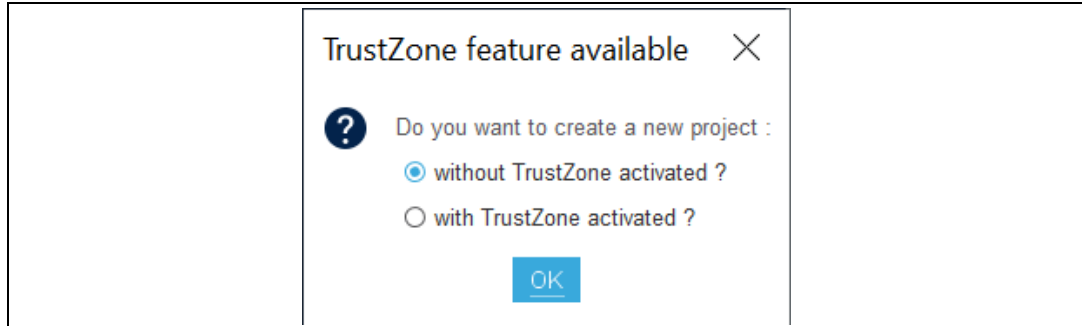 TrustZone feature available
Do you want to create a new project :
without TrustZone activated ?
with TrustZone activated ?
OK